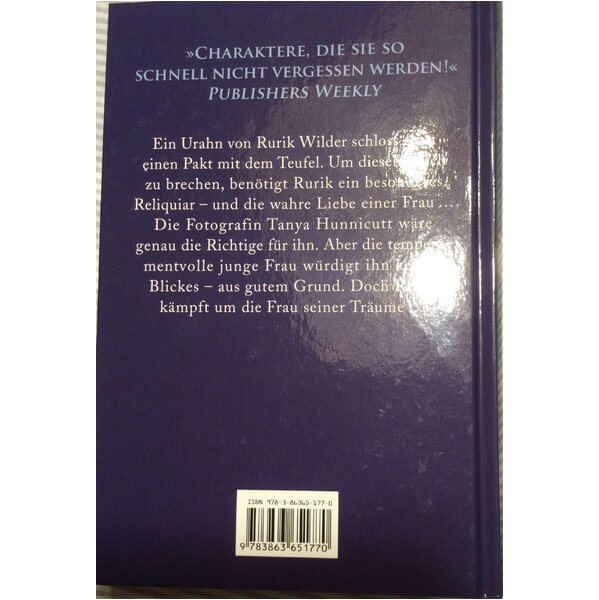 »CHARAKTERE, DIE SIE SO
SCHNELL NICHT VERGESSEN WERDEN!«
PUBLISHERS WEEKLY
Ein Urahn von Rurik Wilder schloss
einen Pakt mit dem Teufel. Um diesen
zu brechen, benötigt Rurik ein besonderes
Reliquiar – und die wahre Liebe einer Frau ….
Die Fotografin Tanya Hunnicutt wäre
genau die Richtige für ihn. Aber die tempera-
mentvolle junge Frau würdigt ihn
Blickes – aus gutem Grund. Doch
kämpft um die Frau seiner Träume
ISBN 978-3-86365-177-0
9 783863 651770